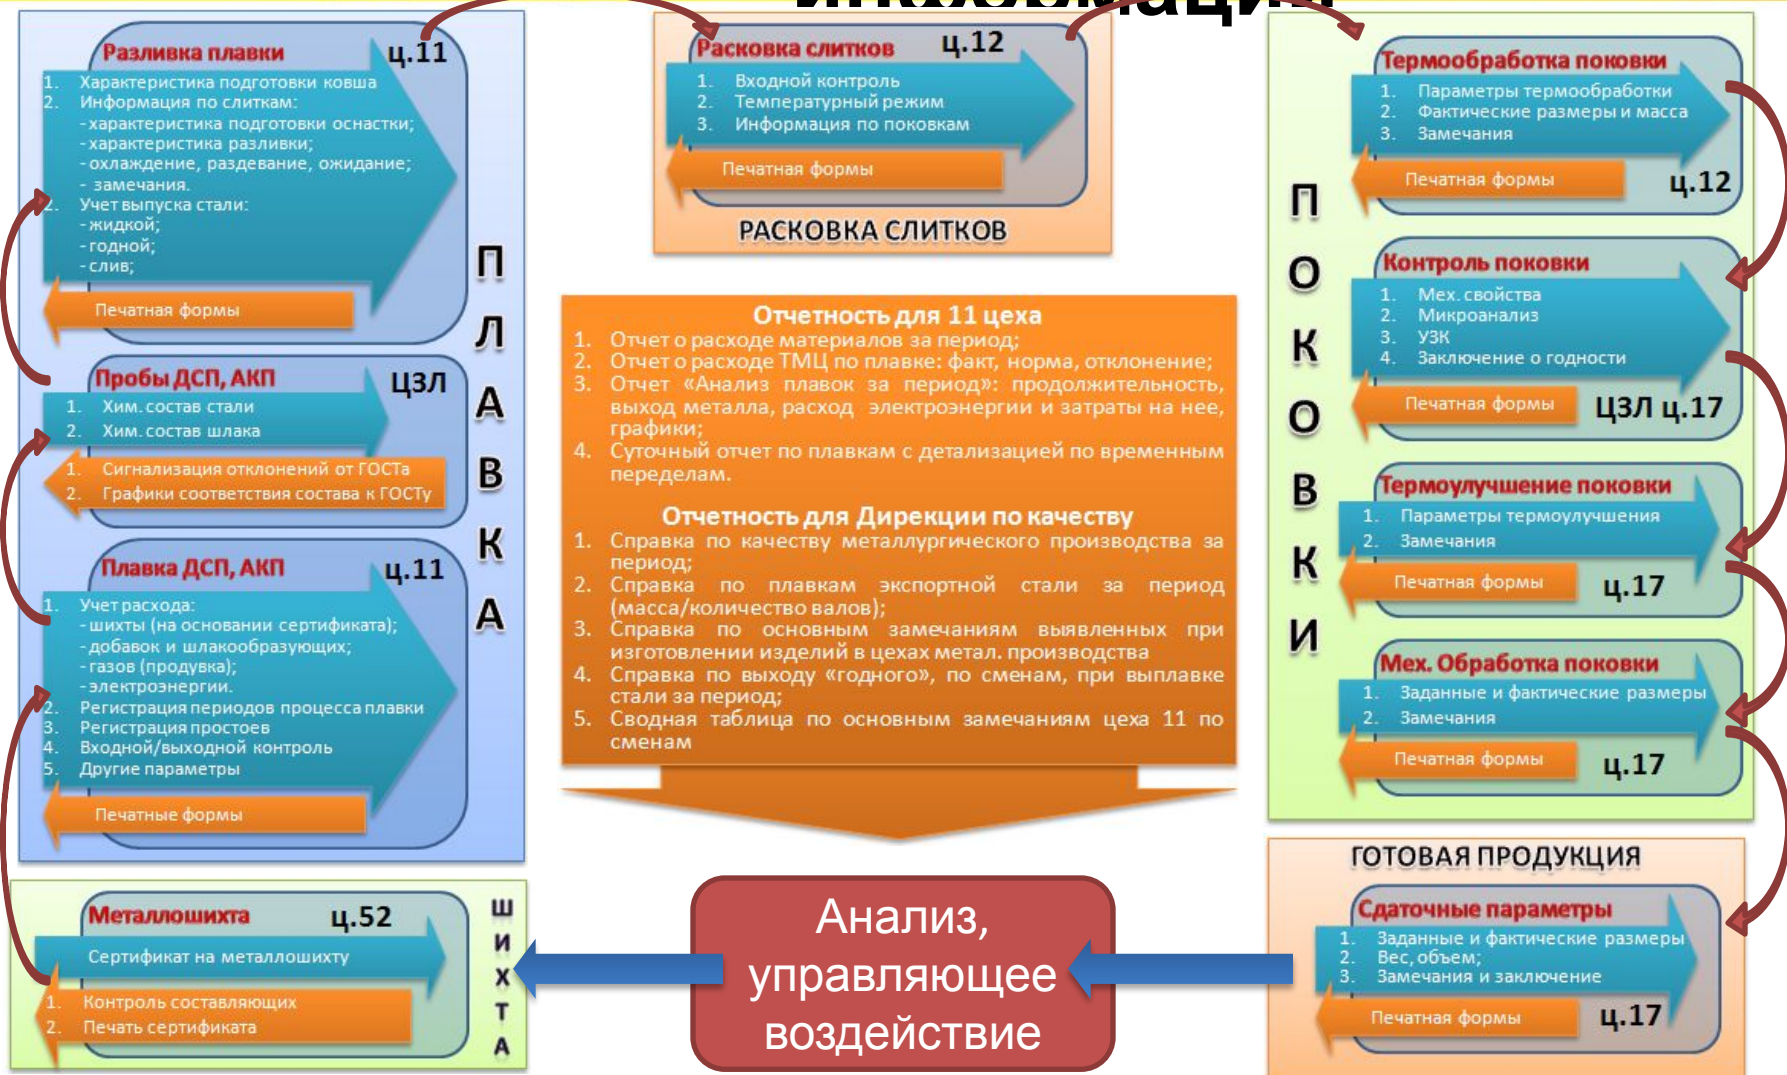 информации
Разливка плавки
ц.11
1. Характеристика подготовки ковша
2. Информация по слиткам:
- характеристика подготовки оснастки;
- характеристика разливки;
- охлаждение, раздевание, ожидание;
- замечания.
2. Учет выпуска стали:
- жидкой;
- годной;
- слив;
Печатная формы
Пробы ДСП, АКП
ЦЗЛ
1. Хим. состав стали
2. Хим. состав шлака
1. Сигнализация отклонений от ГОСТа
2. Графики соответствия состава к ГОСТу
Плавка ДСП, АКП
ц.11
1. Учет расхода:
- шихты (на основании сертификата);
- добавок и шлакообразующих;
- газов (продувка);
- электроэнергии.
2. Регистрация периодов процесса плавки
3. Регистрация простоев
4. Входной/выходной контроль
5. Другие параметры
Печатные формы
ПЛАВКА
Металлошихта
ц.52
Сертификат на металлошихту
1. Контроль составляющих
2. Печать сертификата
ШИХТА
Расковка слитков
ц.12
1. Входной контроль
2. Температурный режим
3. Информация по поковкам
Печатная формы
РАСКОВКА СЛИТКОВ
Отчетность для 11 цеха
1. Отчет о расходе материалов за период;
2. Отчет о расходе ТМЦ по плавке: факт, норма, отклонение;
3. Отчет «Анализ плавок за период»: продолжительность,
выход металла, расход электроэнергии и затраты на нее,
графики;
4. Суточный отчет по плавкам с детализацией по временным
переделам.
Отчетность для Дирекции по качеству
1. Справка по качеству металлургического производства за
период;
2. Справка по плавкам экспортной стали за период
(масса/количество валов);
3. Справка по основным замечаниям выявленных при
изготовлении изделий в цехах метал. производства
4. Справка по выходу «годного», по сменам, при выплавке
стали за период;
5. Сводная таблица по основным замечаниям цеха 11 по
сменам
Анализ,
управляющее
воздействие
ПОКОВКИ
Термообработка поковки
1. Параметры термообработки
2. Фактические размеры и масса
3. Замечания
Печатная формы
ц.12
Контроль поковки
1. Мех. свойства
2. Микроанализ
3. УЗК
4. Заключение о годности
Печатная формы
ЦЗЛ ц.17
Термоулучшение поковки
1. Параметры термоулучшения
2. Замечания
Печатная формы
ц.17
Мех. Обработка поковки
1. Заданные и фактические размеры
2. Замечания
Печатная формы
ц.17
ГОТОВАЯ ПРОДУКЦИЯ
Сдаточные параметры
1. Заданные и фактические размеры
2. Вес, объем;
3. Замечания и заключение
Печатная формы
ц.17